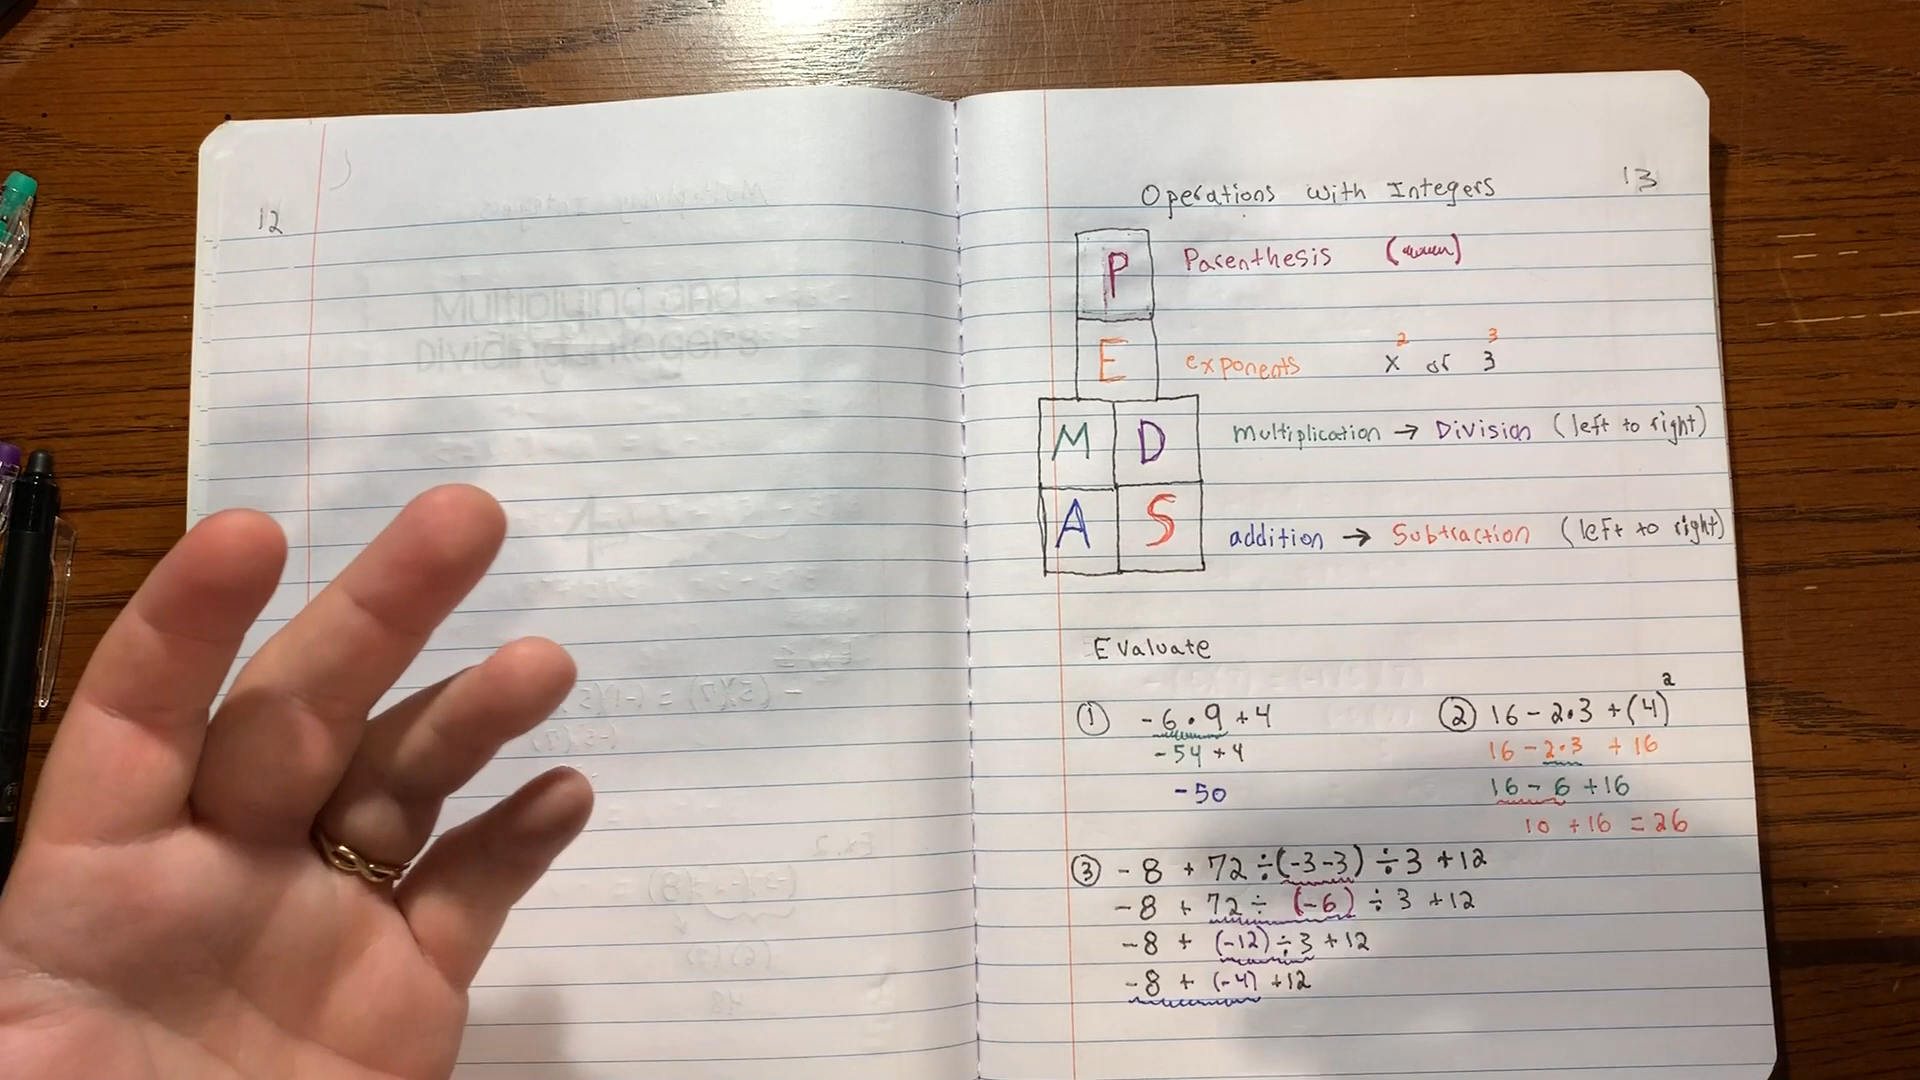 12
13
Operations with Integers
P Parenthesis ( )
E exponents x² or 3³
M D multiplication → Division (left to right)
A S addition → Subtraction (left to right)
Evaluate
① -6•9+4
-54+4
-50
② 16-2•3+(4)²
16-2•3+16
16-6+16
10+16=26
③ -8+72÷(-3-3)÷3+12
-8+72÷(-6)÷3+12
-8+(-12)÷3+12
-8+(-4)+12